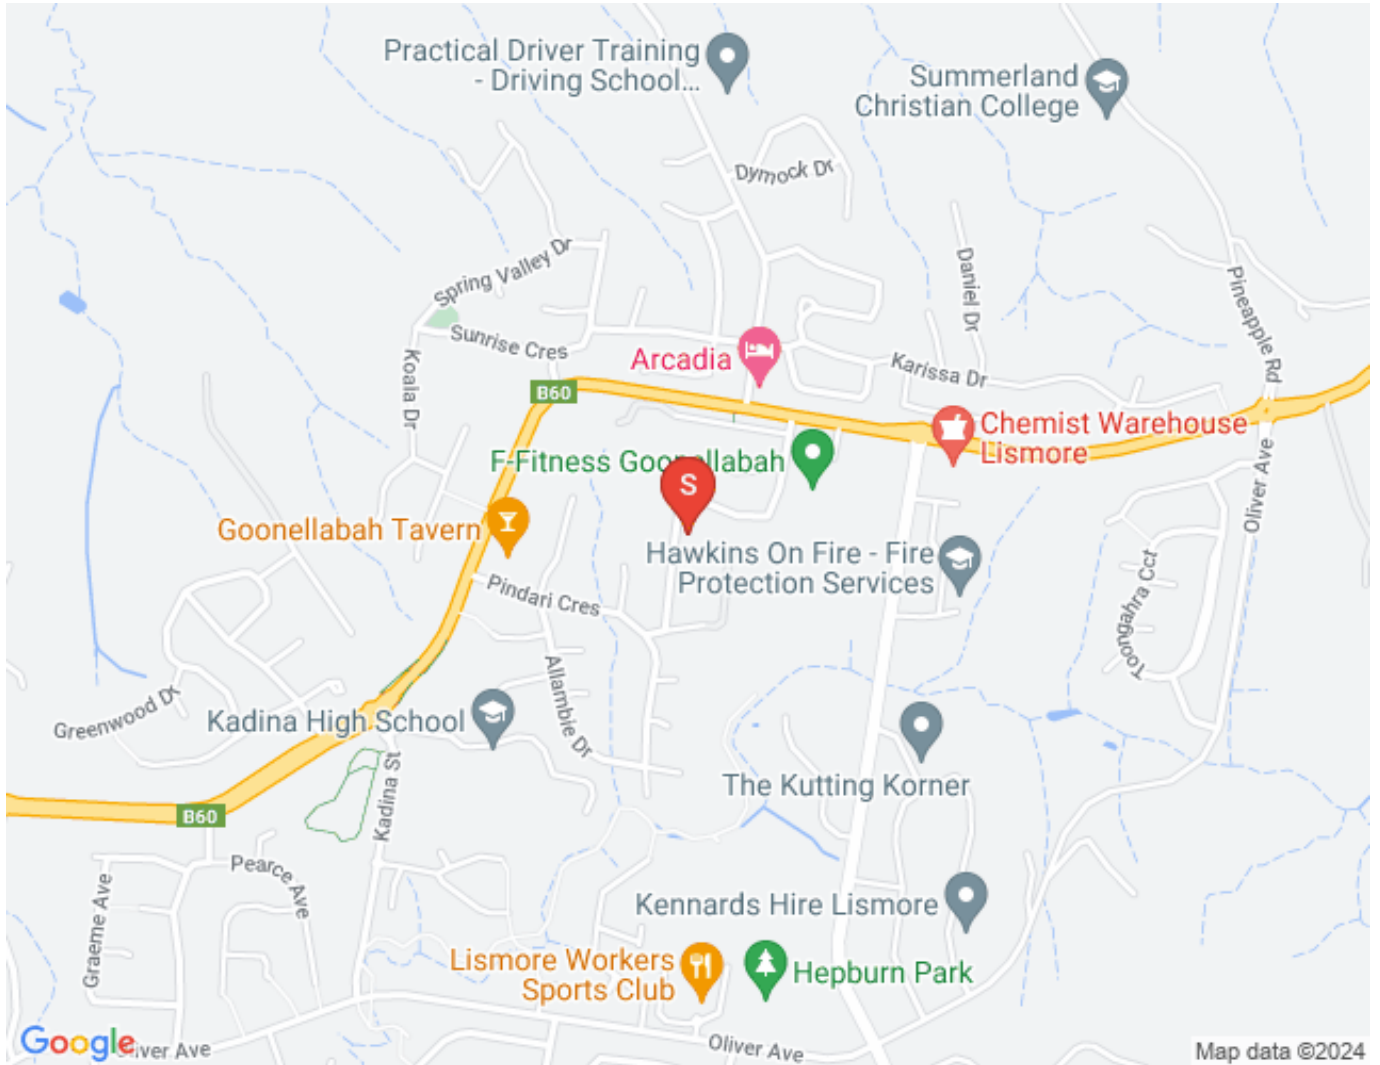 Practical Driver Training
- Driving School...
Summerland
Christian College
Dymock Dr
Spring Valley Dr
Daniel Dr
Pineapple Rd
Sunrise Cres
Koala Dr
Arcadia
Karissa Dr
B60
Chemist Warehouse
Lismore
F-Fitness Goonellabah
S
Oliver Ave
Goonellabah Tavern
Hawkins On Fire - Fire
Protection Services
Pindari Cres
Toongahra Cct
Allambie Dr
Greenwood Dr
Kadina High School
Kadina St
The Kutting Korner
B60
Pearce Ave
Graeme Ave
Kennards Hire Lismore
Lismore Workers
Sports Club
Hepburn Park
Google
Oliver Ave
Oliver Ave
Map data ©2024